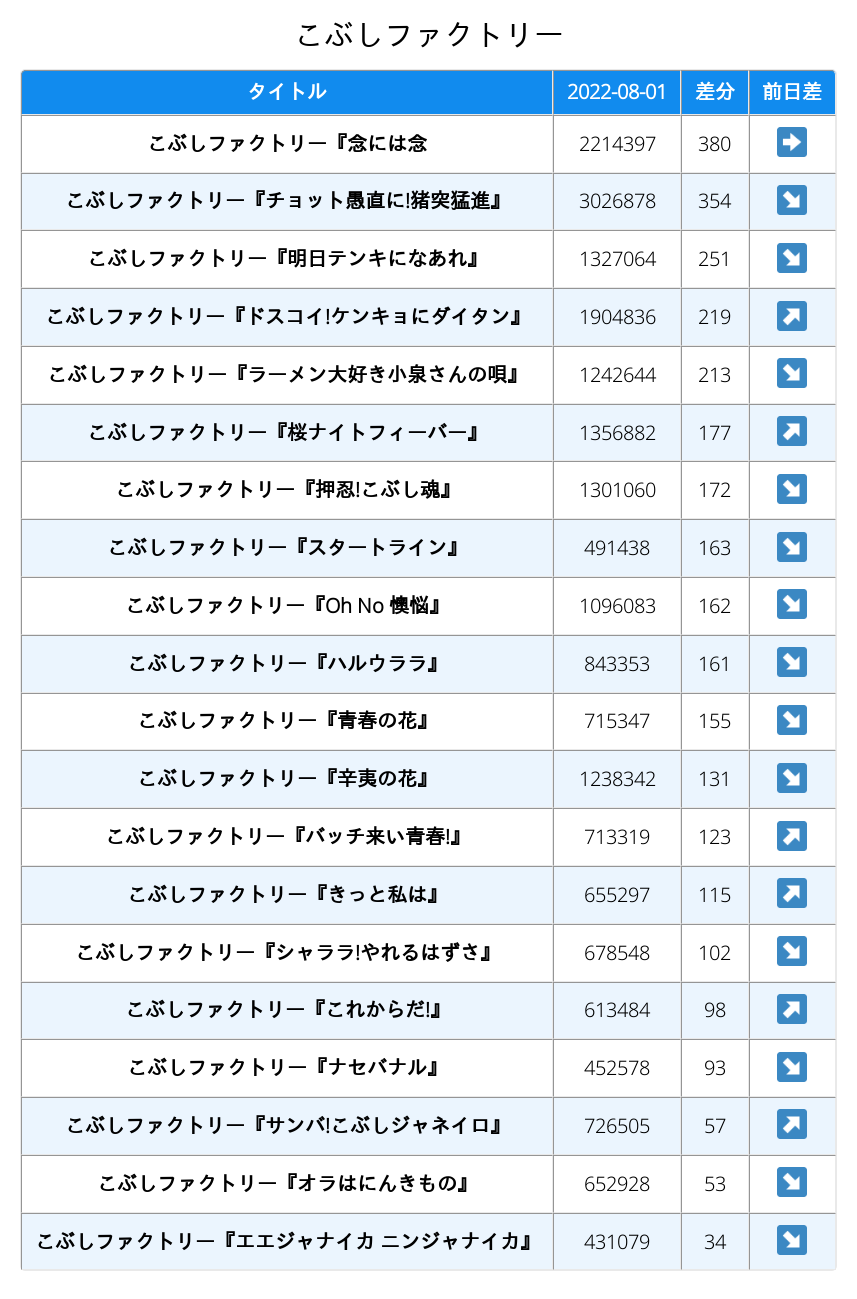 こぶしファクトリー
タイトル 2022-08-01 差分 前日差
こぶしファクトリー『念には念 2214397 380 ➡
こぶしファクトリー『チョット愚直に!猪突猛進』 3026878 354 ↘
こぶしファクトリー『明日テンキになあれ』 1327064 251 ↘
こぶしファクトリー『ドスコイ!ケンキョにダイタン』 1904836 219 ↗
こぶしファクトリー『ラーメン大好き小泉さんの唄』 1242644 213 ↘
こぶしファクトリー『桜ナイトフィーバー』 1356882 177 ↗
こぶしファクトリー『押忍!こぶし魂』 1301060 172 ↘
こぶしファクトリー『スタートライン』 491438 163 ↘
こぶしファクトリー『Oh No 懊悩』 1096083 162 ↘
こぶしファクトリー『ハルウララ』 843353 161 ↘
こぶしファクトリー『青春の花』 715347 155 ↘
こぶしファクトリー『辛夷の花』 1238342 131 ↘
こぶしファクトリー『バッチ来い青春!』 713319 123 ↗
こぶしファクトリー『きっと私は』 655297 115 ↗
こぶしファクトリー『シャララ!やれるはずさ』 678548 102 ↘
こぶしファクトリー『これからだ!』 613484 98 ↗
こぶしファクトリー『ナセバナル』 452578 93 ↘
こぶしファクトリー『サンバ!こぶしジャネイロ』 726505 57 ↗
こぶしファクトリー『オラはにんきもの』 652928 53 ↘
こぶしファクトリー『エエジャナイカ ニンジャナイカ』 431079 34 ↘